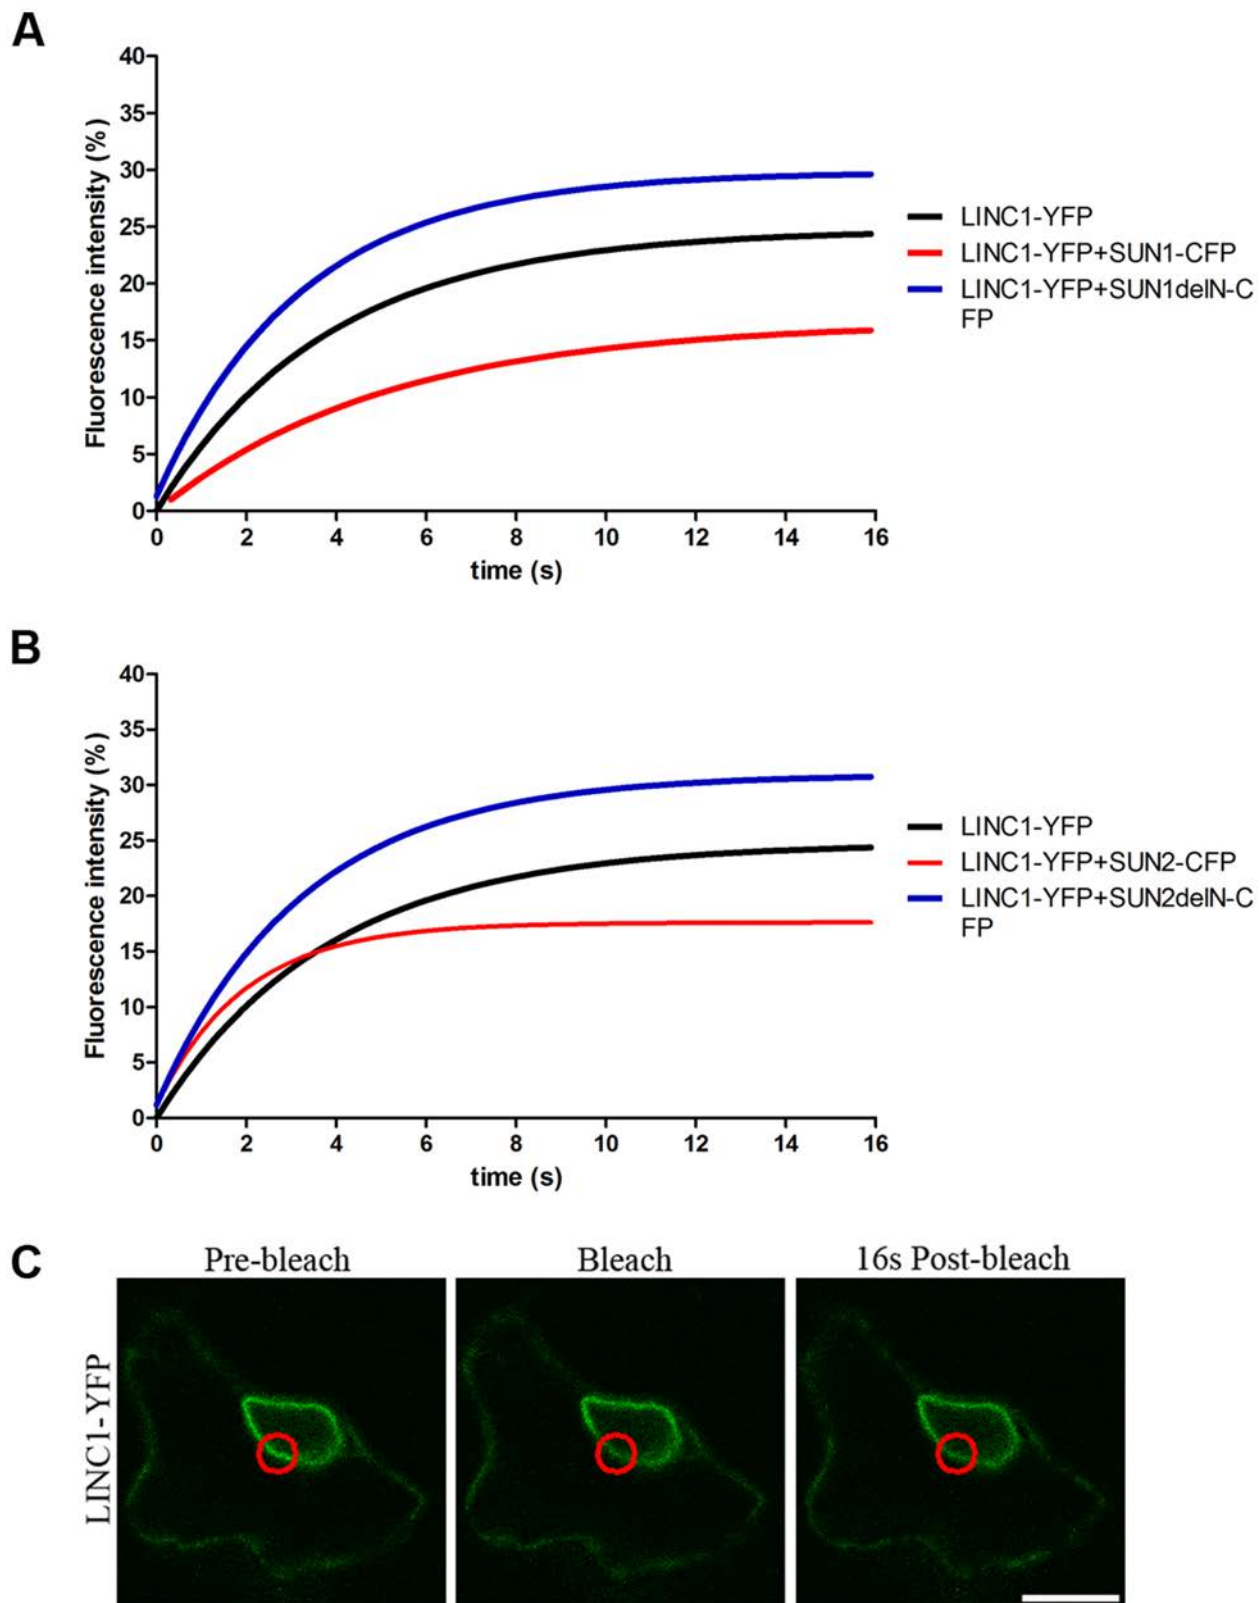 A
Fluorescence intensity (%)
40
35
30
25
20
15
10
5
0
0 2 4 6 8 10 12 14 16
time (s)
LINC1-YFP
LINC1-YFP+SUN1-CFP
LINC1-YFP+SUN1delN-C
FP
B
Fluorescence intensity (%)
40
35
30
25
20
15
10
5
0
0 2 4 6 8 10 12 14 16
time (s)
LINC1-YFP
LINC1-YFP+SUN2-CFP
LINC1-YFP+SUN2delN-C
FP
C
Pre-bleach Bleach 16s Post-bleach
LINC1-YFP